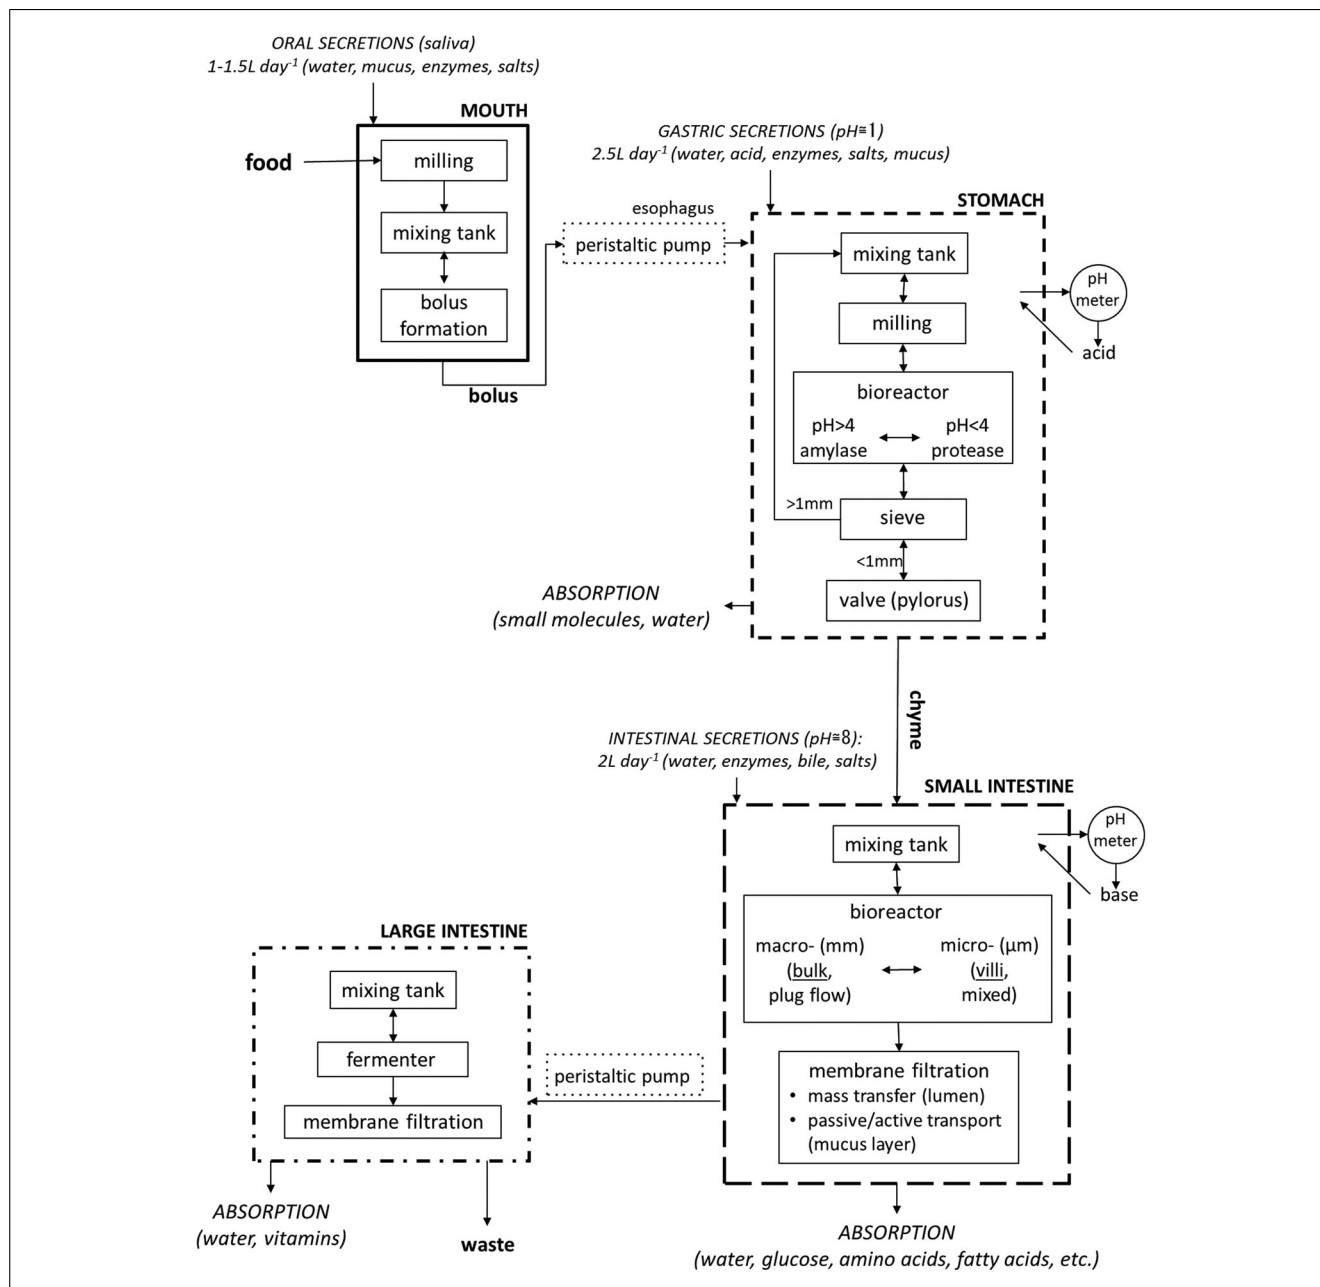 ORAL SECRETIONS (saliva)
1-1.5L day-1 (water, mucus, enzymes, salts)
MOUTH
food
milling
mixing tank
bolus
formation
bolus
esophagus
peristaltic pump
GASTRIC SECRETIONS (pH≅1)
2.5L day-1 (water, acid, enzymes, salts, mucus)
STOMACH
mixing tank
milling
bioreactor
pH>4
amylase
pH<4
protease
>1mm
sieve
<1mm
valve (pylorus)
pH
meter
acid
ABSORPTION
(small molecules, water)
chyme
INTESTINAL SECRETIONS (pH≅8):
2L day-1 (water, enzymes, bile, salts)
SMALL INTESTINE
mixing tank
pH
meter
base
bioreactor
macro- (mm)
(bulk,
plug flow)
micro- (µm)
(villi,
mixed)
membrane filtration
• mass transfer (lumen)
• passive/active transport
(mucus layer)
ABSORPTION
(water, glucose, amino acids, fatty acids, etc.)
peristaltic pump
LARGE INTESTINE
mixing tank
fermenter
membrane filtration
ABSORPTION
(water, vitamins)
waste